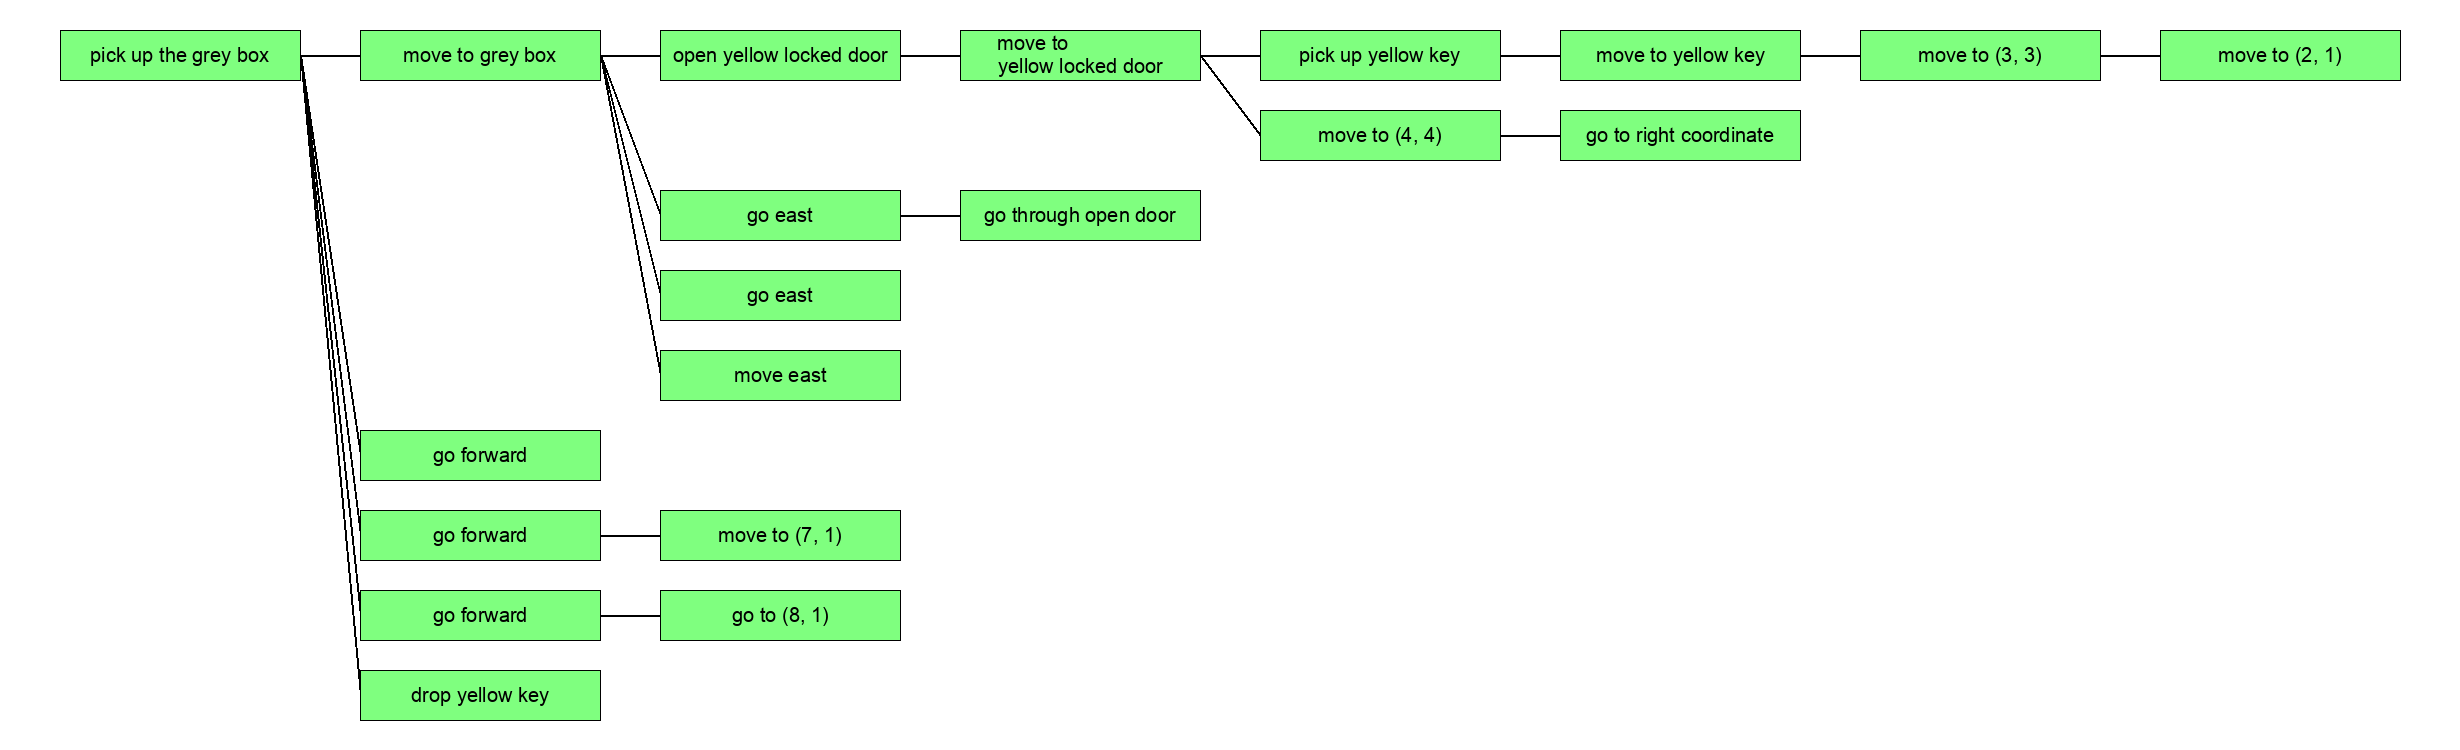 pick up the grey box
move to grey box
open yellow locked door
move to
yellow locked door
pick up yellow key
move to yellow key
move to (3, 3)
move to (2, 1)
move to (4, 4)
go to right coordinate
go east
go through open door
go east
move east
go forward
go forward
move to (7, 1)
go forward
go to (8, 1)
drop yellow key